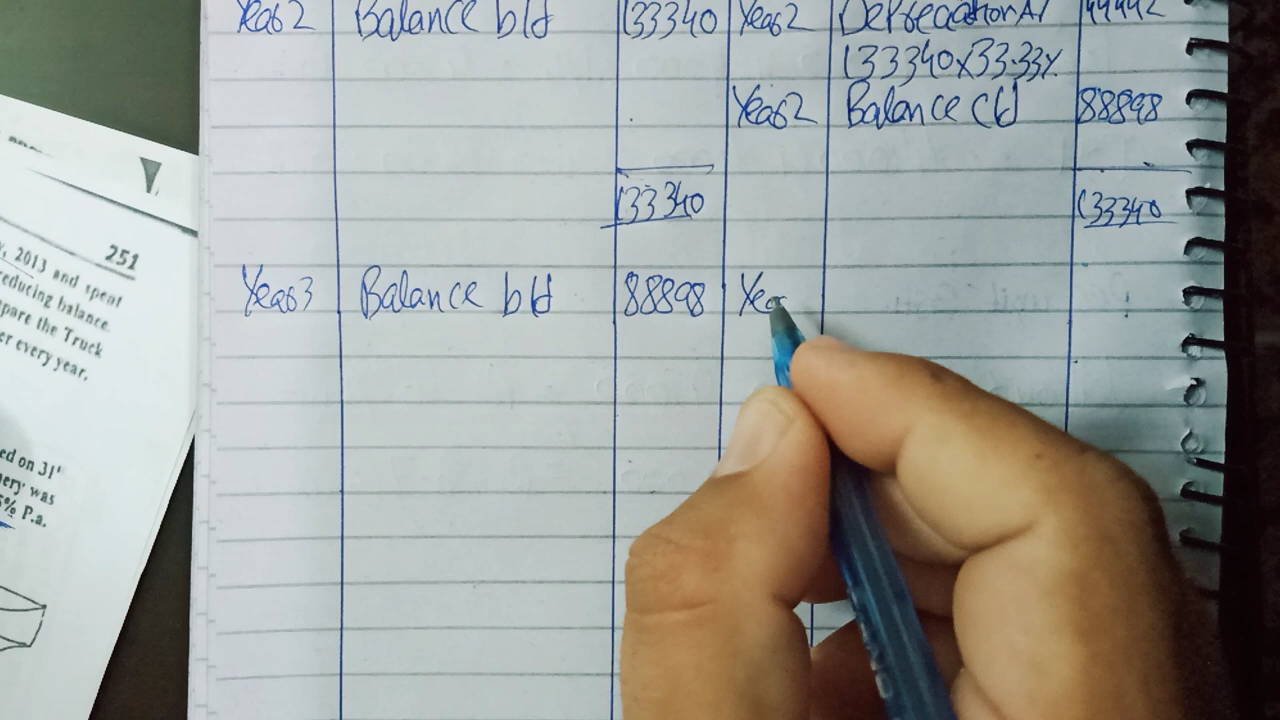 Year2 Balance b/d 133340 Year2 Depreciation A/ 44442
133340x33.33%
Year2 Balance c/d 88898
133340 133340
Year3 Balance b/d 88898 Yea
251
2013 and spent
reducing balance.
pare the Truck
er every year.
ed on 31'
ery was
% P.a.